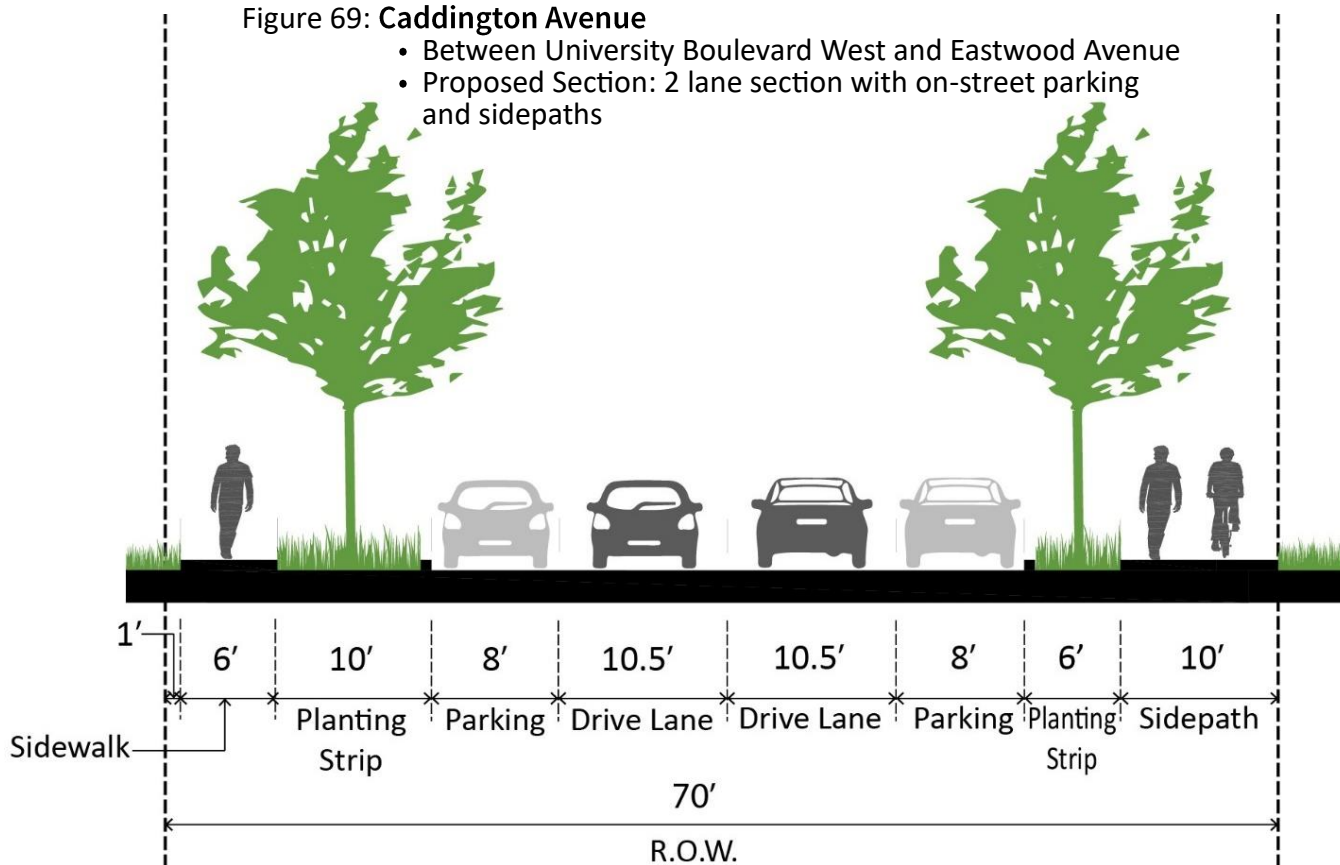 Figure 69: Caddington Avenue
• Between University Boulevard West and Eastwood Avenue
• Proposed Section: 2 lane section with on-street parking
and sidepaths
1′
6′ 10′ 8′ 10.5′ 10.5′ 8′ 6′ 10′
Sidewalk
Planting
Strip
Parking
Drive Lane
Drive Lane
Parking
Planting
Strip
Sidepath
70′
R.O.W.